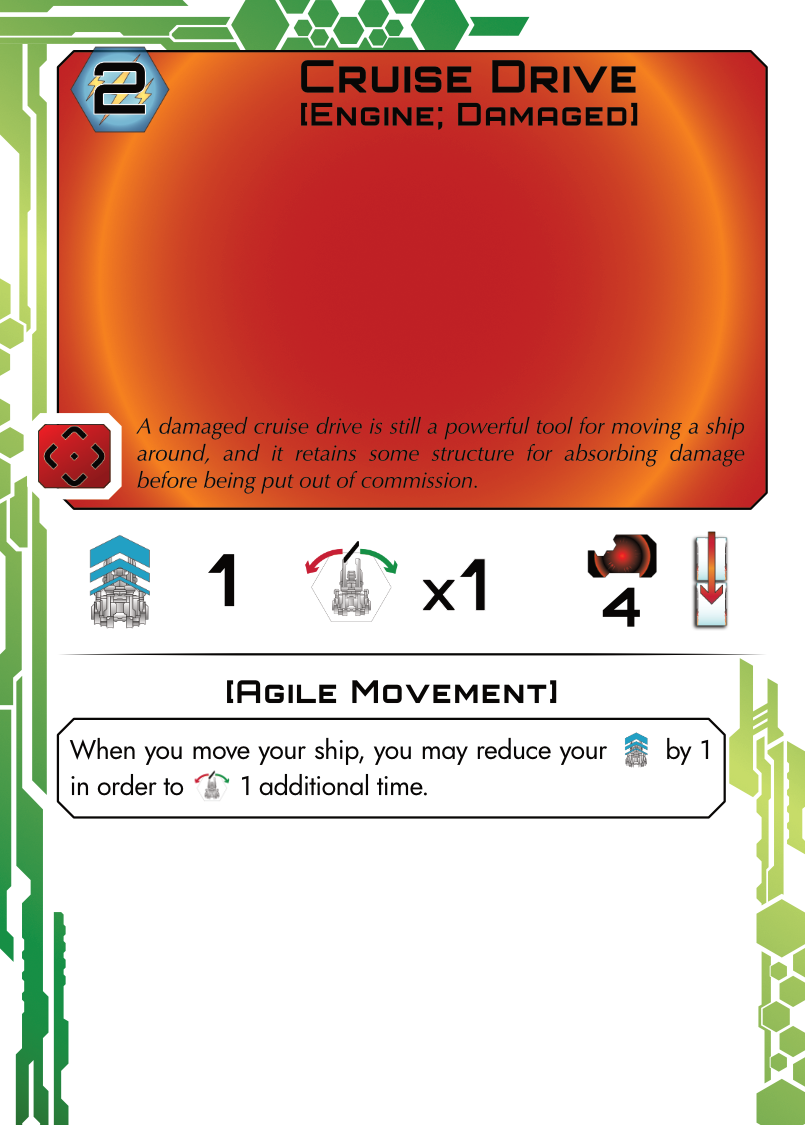 2
Cruise Drive
[Engine; Damaged]
A damaged cruise drive is still a powerful tool for moving a ship
around, and it retains some structure for absorbing damage
before being put out of commission.
1 x1 4
[Agile Movement]
When you move your ship, you may reduce your by 1
in order to 1 additional time.